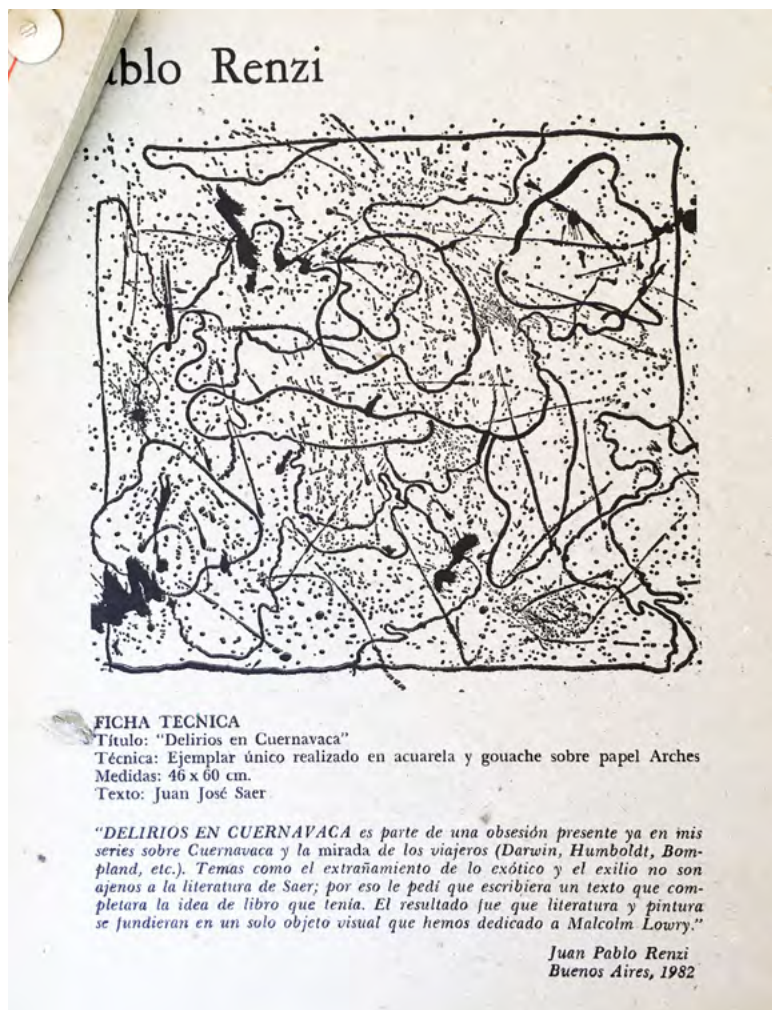 ablo Renzi
FICHA TECNICA
Título: "Delirios en Cuernavaca"
Técnica: Ejemplar único realizado en acuarela y gouache sobre papel Arches
Medidas: 46 x 60 cm.
Texto: Juan José Saer
"DELIRIOS EN CUERNAVACA es parte de una obsesión presente ya en mis
series sobre Cuernavaca y la mirada de los viajeros (Darwin, Humboldt, Bom-
pland, etc.). Temas como el extrañamiento de lo exótico y el exilio no son
ajenos a la literatura de Saer; por eso le pedí que escribiera un texto que com-
pletara la idea de libro que tenía. El resultado fue que literatura y pintura
se fundieran en un solo objeto visual que hemos dedicado a Malcolm Lowry."
Juan Pablo Renzi
Buenos Aires, 1982